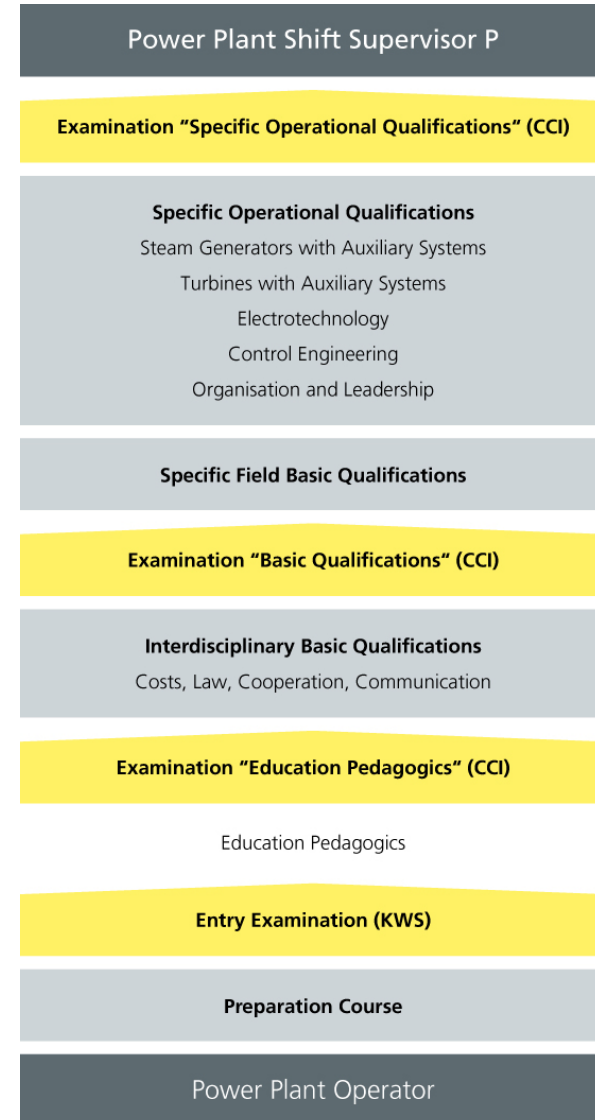 Power Plant Shift Supervisor P
Examination "Specific Operational Qualifications“ (CCI)
Specific Operational Qualifications
Steam Generators with Auxiliary Systems
Turbines with Auxiliary Systems
Electrotechnology
Control Engineering
Organisation and Leadership
Specific Field Basic Qualifications
Examination "Basic Qualifications“ (CCI)
Interdisciplinary Basic Qualifications
Costs, Law, Cooperation, Communication
Examination "Education Pedagogics“ (CCI)
Education Pedagogics
Entry Examination (KWS)
Preparation Course
Power Plant Operator